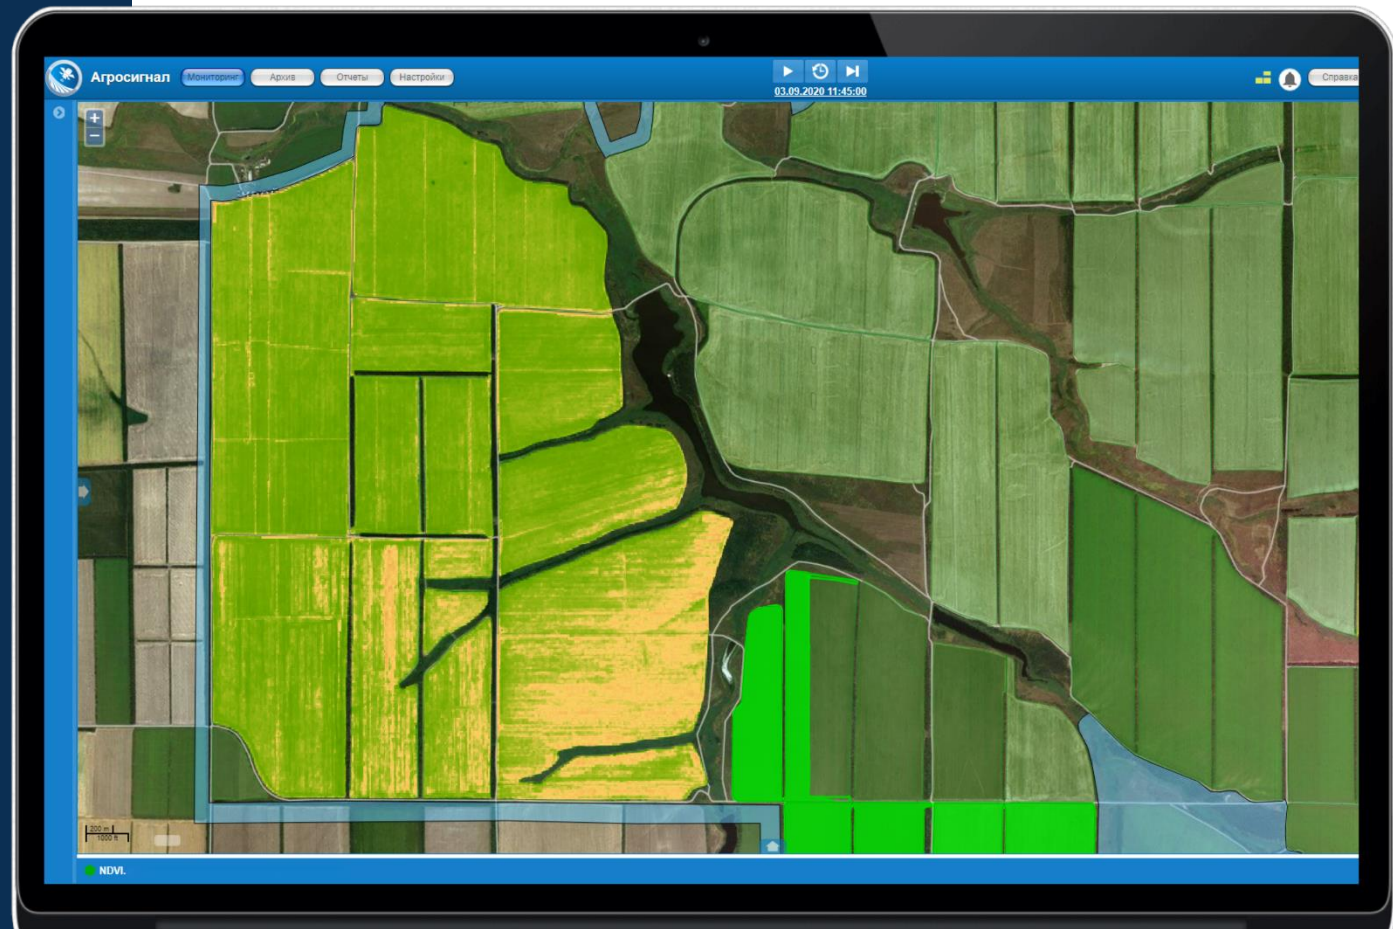 Агросигнал
Мониторинг
Архив
Отчеты
Настройки
03.09.2020 11:45:00
Справка
+
−
200 m
1000 ft
NDVI.